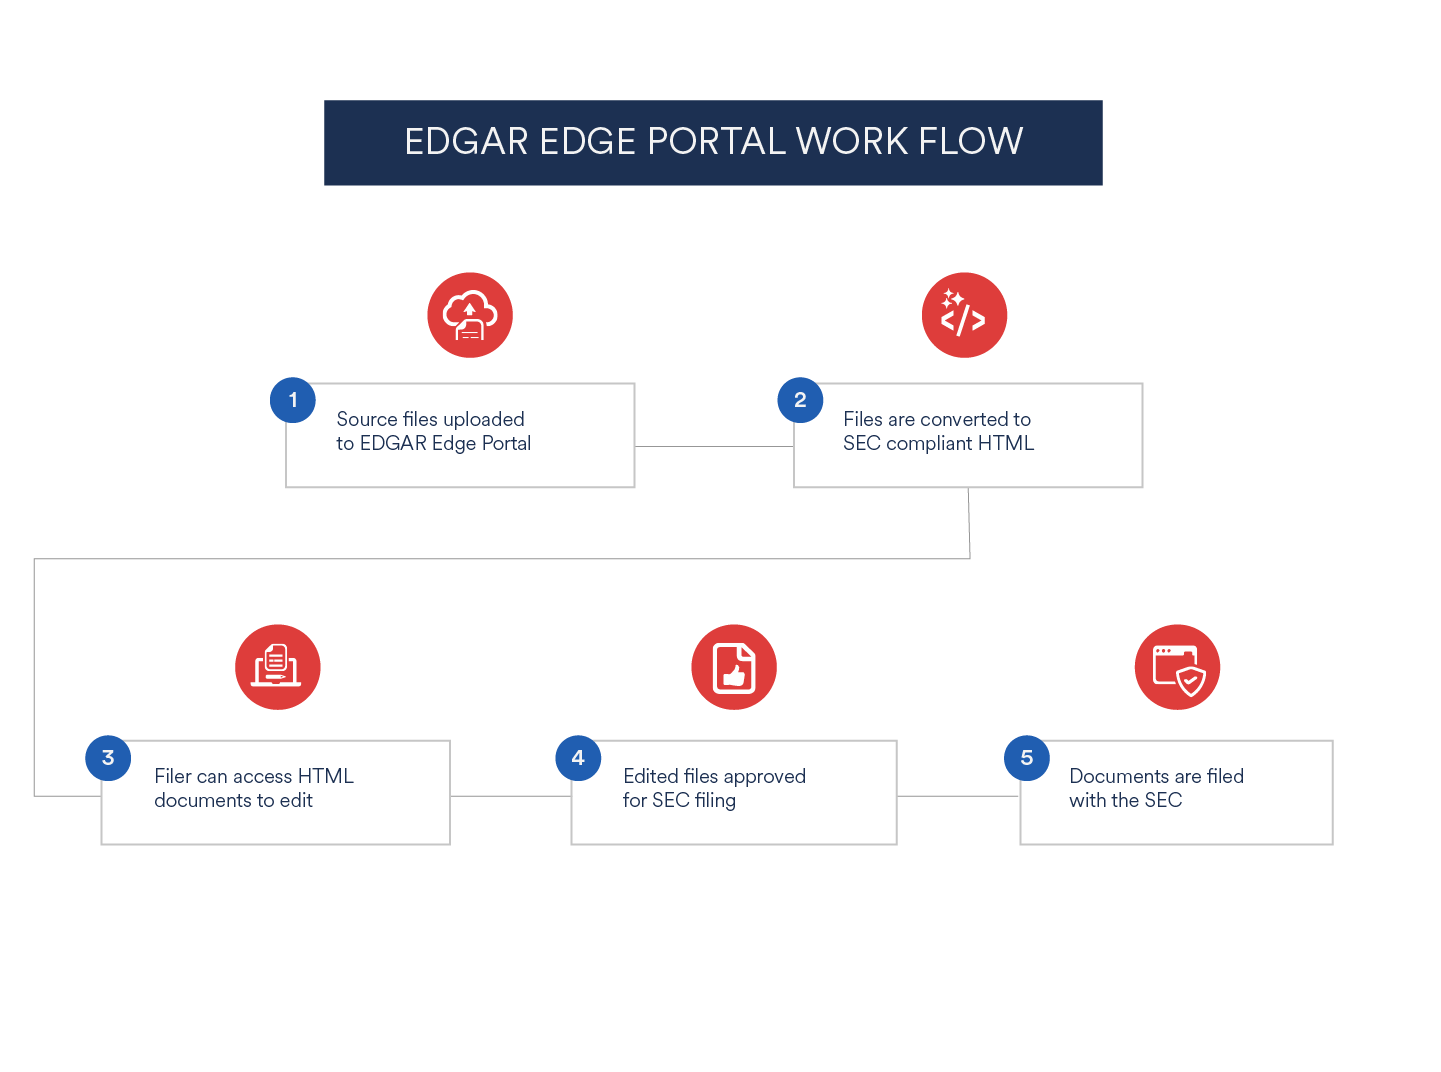 EDGAR EDGE PORTAL WORK FLOW
1
Source files uploaded
to EDGAR Edge Portal
2
Files are converted to
SEC compliant HTML
3
Filer can access HTML
documents to edit
4
Edited files approved
for SEC filing
5
Documents are filed
with the SEC